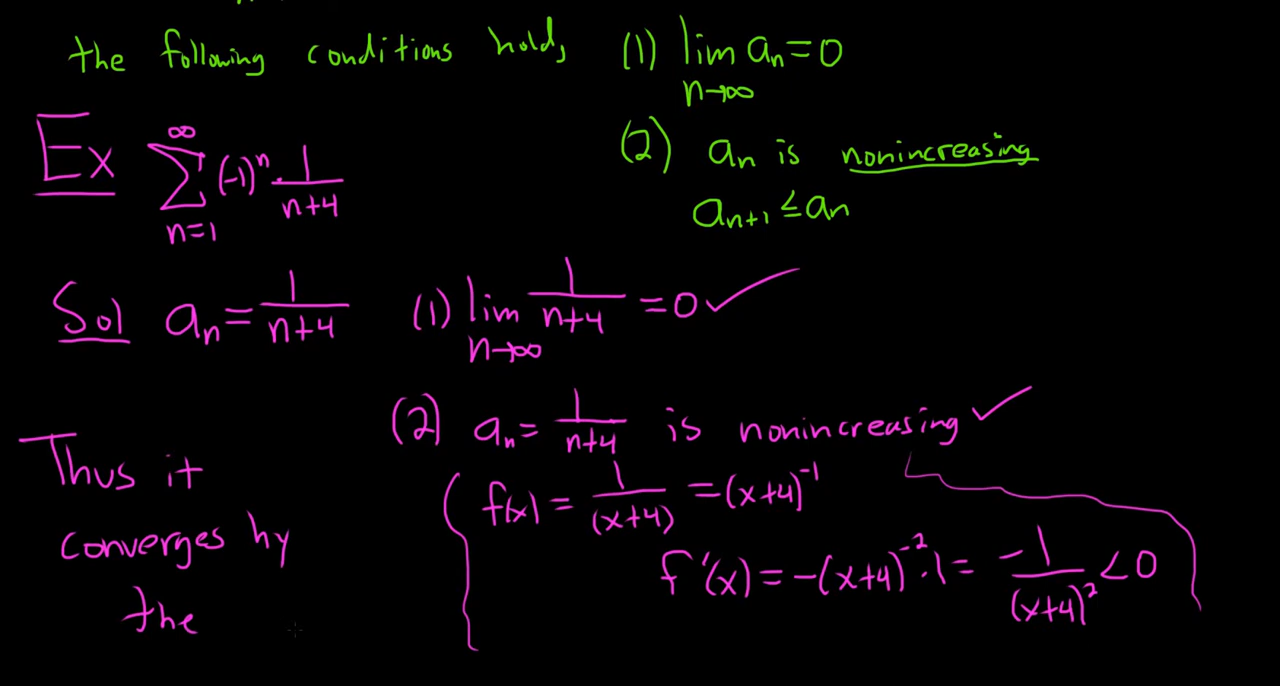 the following conditions hold, (1) lim n→∞ aₙ = 0
(2) aₙ is nonincreasing
aₙ₊₁ ≤ aₙ
Ex ∑ n=1 ∞ (-1)ⁿ · 1/(n+4)
Sol aₙ = 1/(n+4) (1) lim n→∞ 1/(n+4) = 0 ✓
(2) aₙ = 1/(n+4) is nonincreasing ✓
f(x) = 1/(x+4) = (x+4)⁻¹
f'(x) = -(x+4)⁻² · 1 = -1/(x+4)² < 0
Thus it
converges by
the